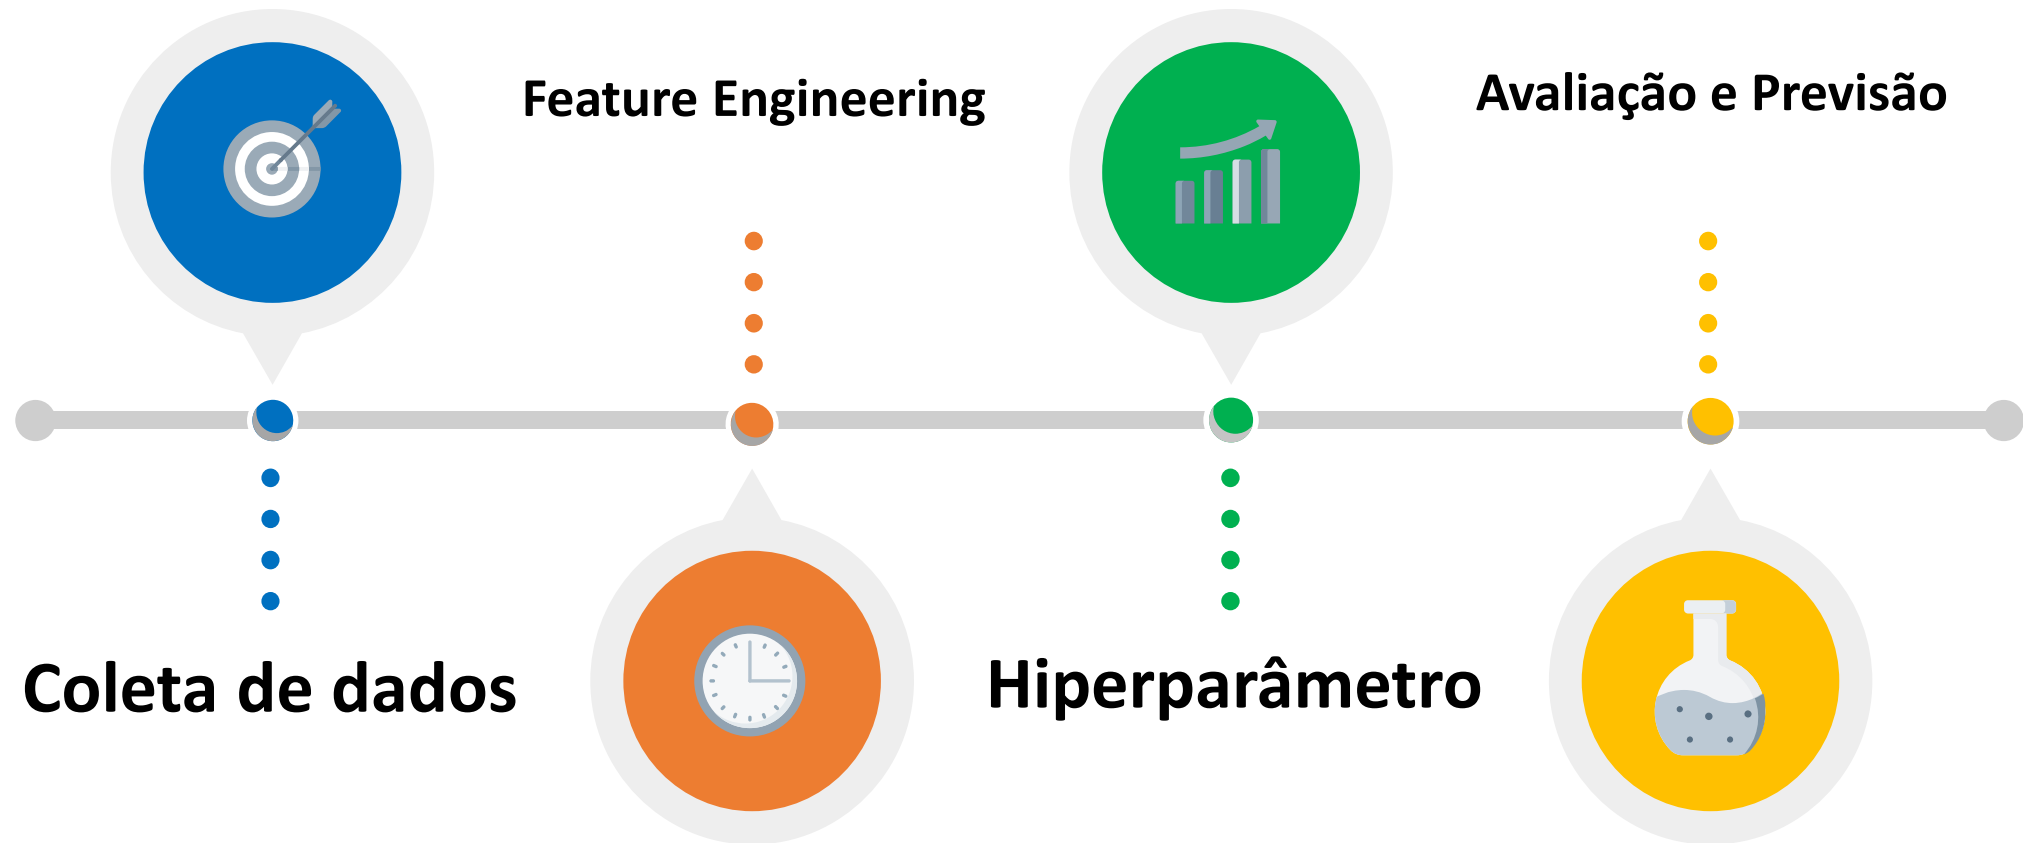 Coleta de dados
Feature Engineering
Hiperparâmetro
Avaliação e Previsão